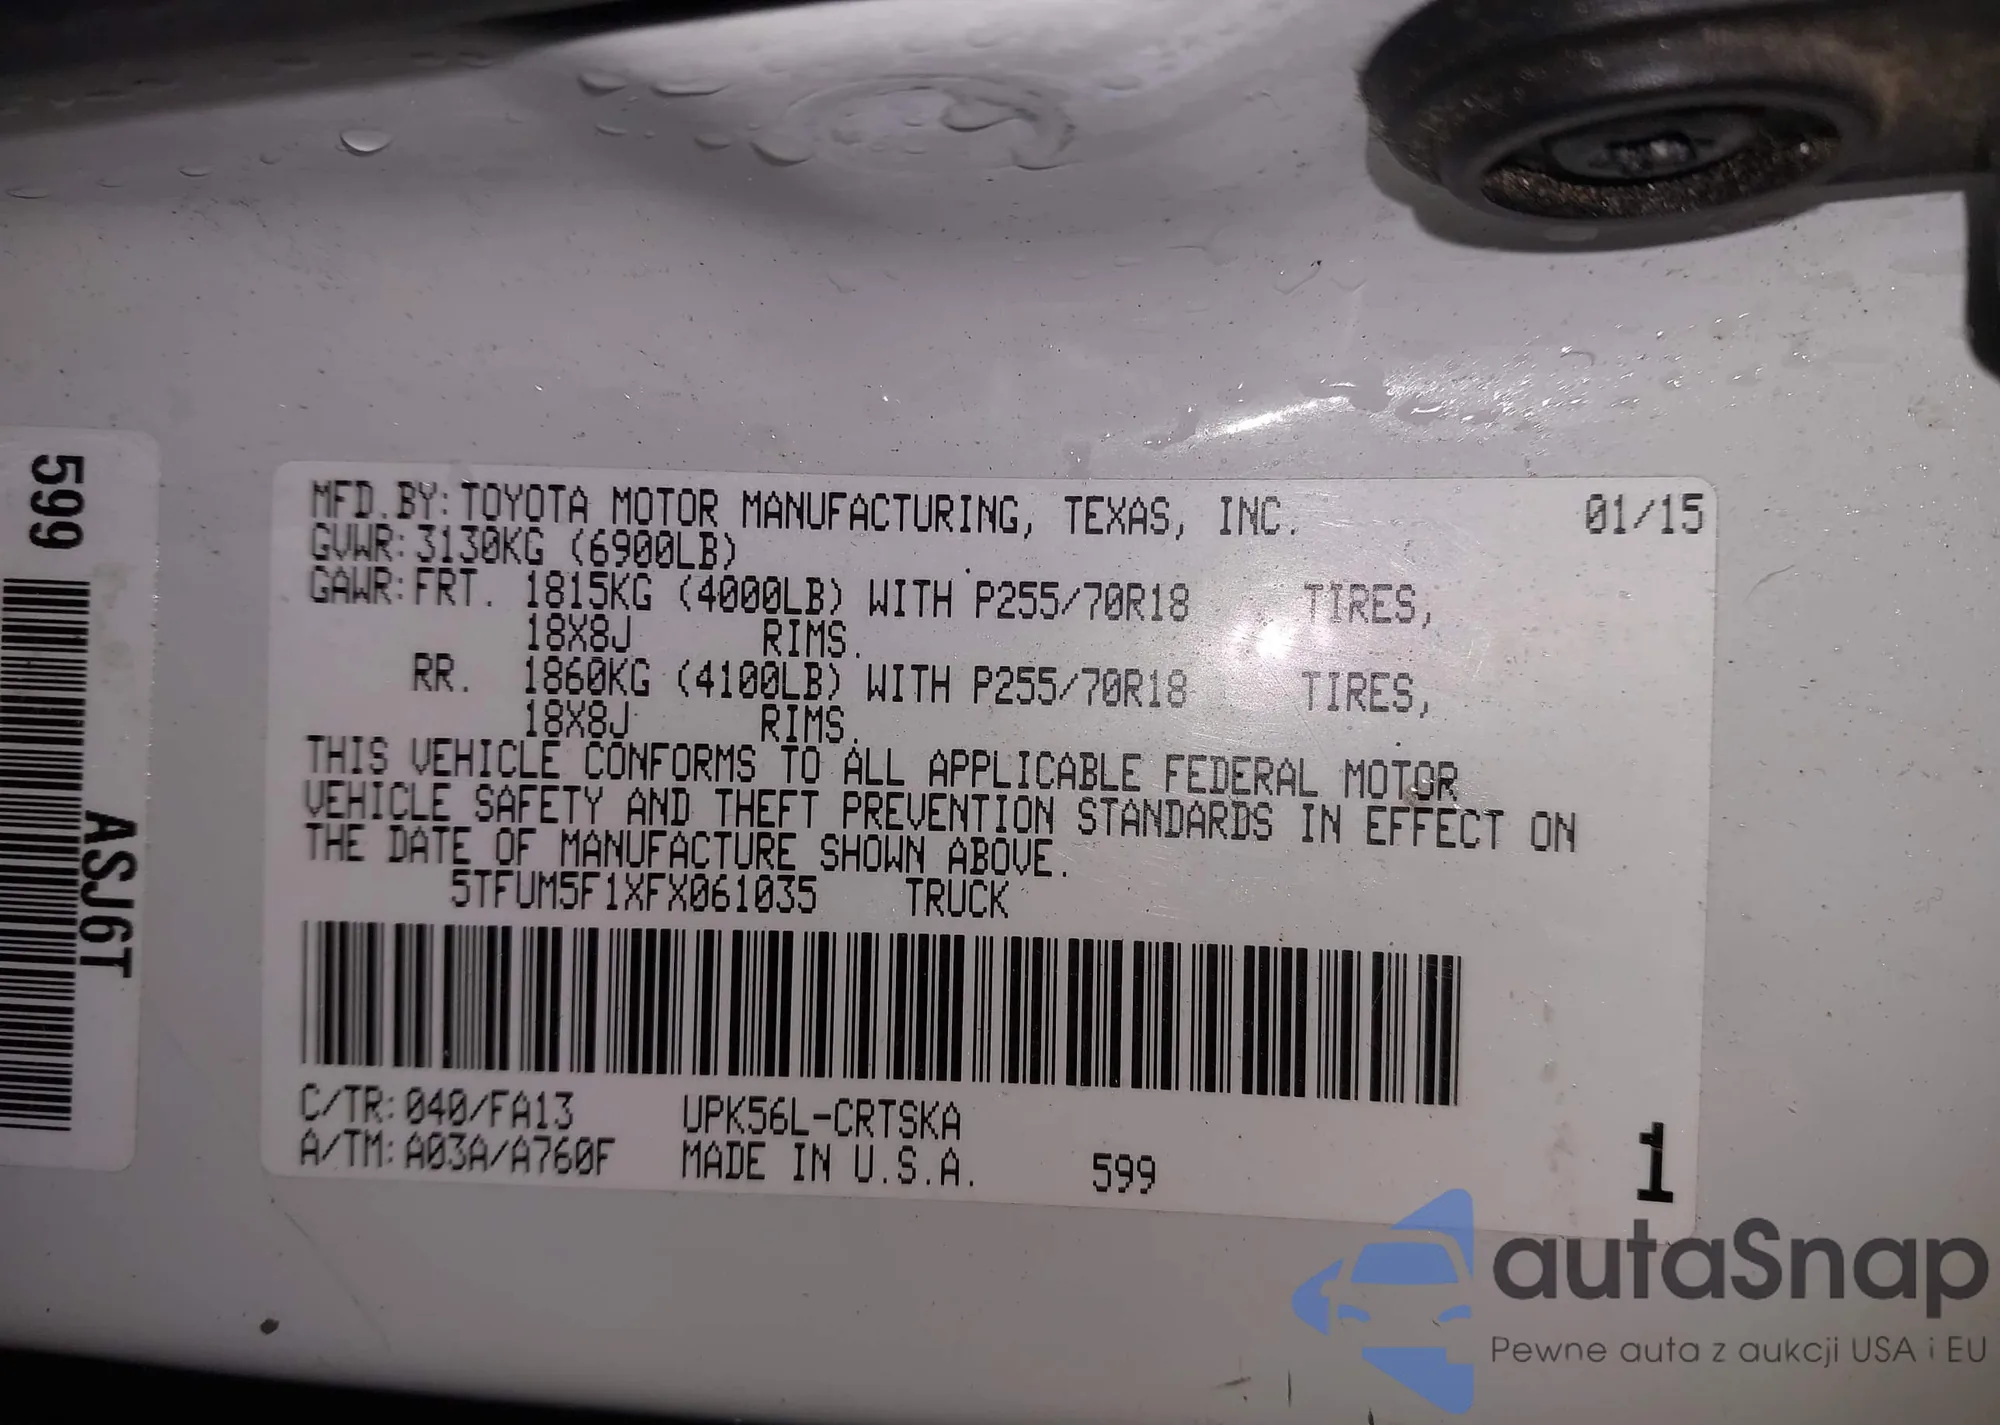 599
ASJ6T
MFD.BY:TOYOTA MOTOR MANUFACTURING, TEXAS, INC. 01/15
GVWR:3130KG (6900LB)
GAWR:FRT. 1815KG (4000LB) WITH P255/70R18 TIRES,
18X8J RIMS.
RR. 1860KG (4100LB) WITH P255/70R18 TIRES,
18X8J RIMS.
THIS VEHICLE CONFORMS TO ALL APPLICABLE FEDERAL MOTOR
VEHICLE SAFETY AND THEFT PREVENTION STANDARDS IN EFFECT ON
THE DATE OF MANUFACTURE SHOWN ABOVE.
5TFUM5F1XFX061035 TRUCK
C/TR:040/FA13 UPK56L-CRTSKA
A/TM:A03A/A760F MADE IN U.S.A. 599
1
autaSnap
Pewne auta z aukcji USA i EU